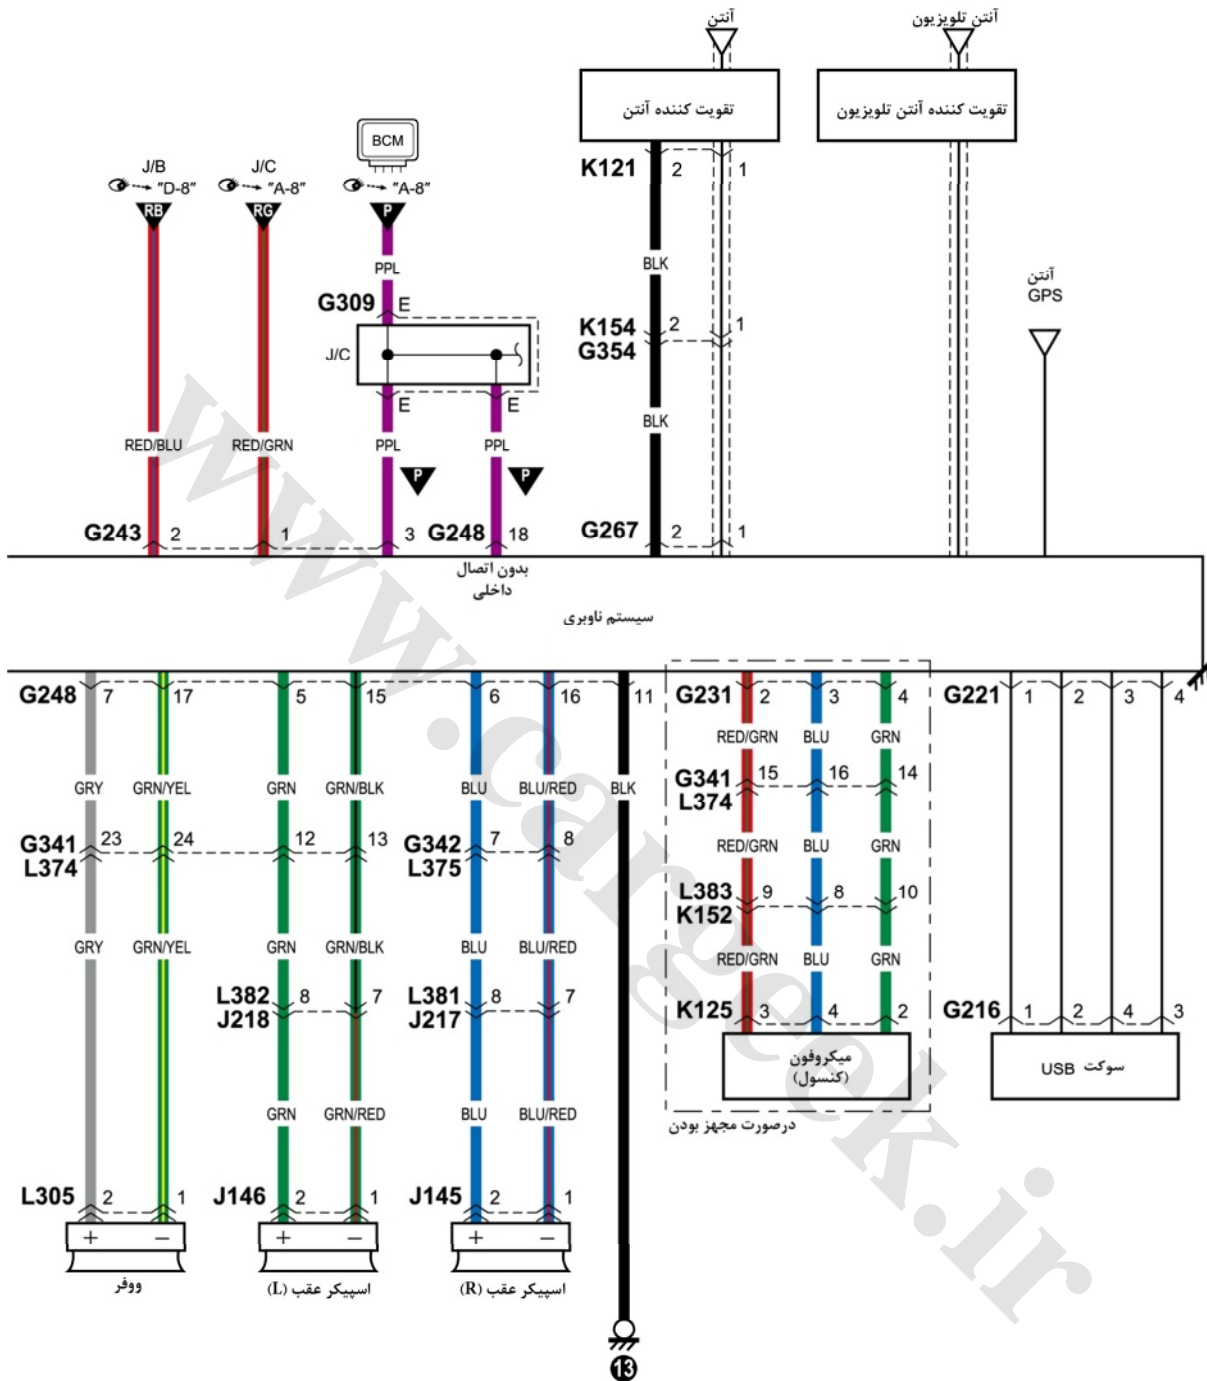 آنتن
آنتن تلویزیون
تقویت کننده آنتن
تقویت کننده آنتن تلویزیون
BCM
J/B
J/C
"D-8"
"A-8"
"A-8"
RB
RG
P
K121 2 1
PPL
BLK
آنتن
GPS
G309 E
K154 2 1
G354
J/C
E E
BLK
RED/BLU RED/GRN PPL PPL
P P
G243 2 1 3 G248 18
G267 2 1
بدون اتصال
داخلی
سیستم ناوبری
G248 7 17 5 15 6 16 11
G231 2 3 4
G221 1 2 3 4
RED/GRN BLU GRN
G341 15 16 14
L374
GRY GRN/YEL GRN GRN/BLK BLU BLU/RED BLK
G341 23 24 12 13
L374
G342 7 8
L375
RED/GRN BLU GRN
L383 9 8 10
K152
GRY GRN/YEL GRN GRN/BLK BLU BLU/RED
RED/GRN BLU GRN
L382 8 7
J218
L381 8 7
J217
K125 3 4 2
G216 1 2 4 3
میکروفون
(کنسول)
سوکت USB
GRN GRN/RED BLU BLU/RED
درصورت مجهز بودن
L305 2 1
J146 2 1
J145 2 1
+ − + − + −
ووفر
اسپیکر عقب (L)
اسپیکر عقب (R)
13
www.cargeek.ir